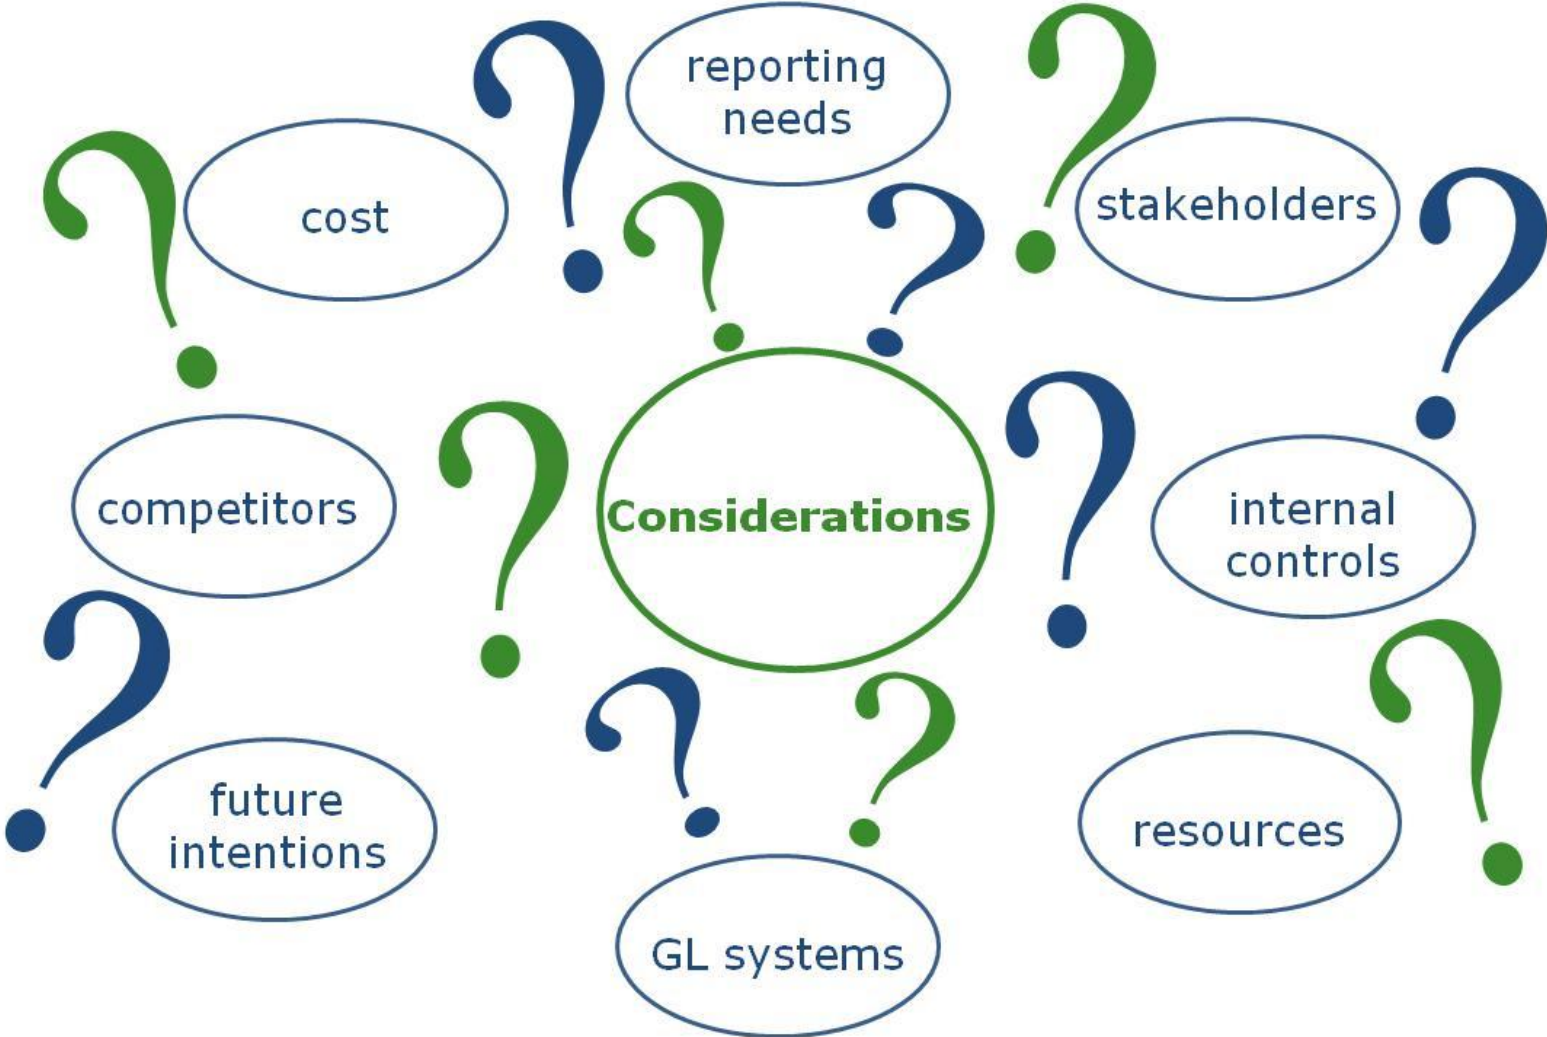 reporting
needs
cost
stakeholders
competitors
Considerations
internal
controls
future
intentions
resources
GL systems